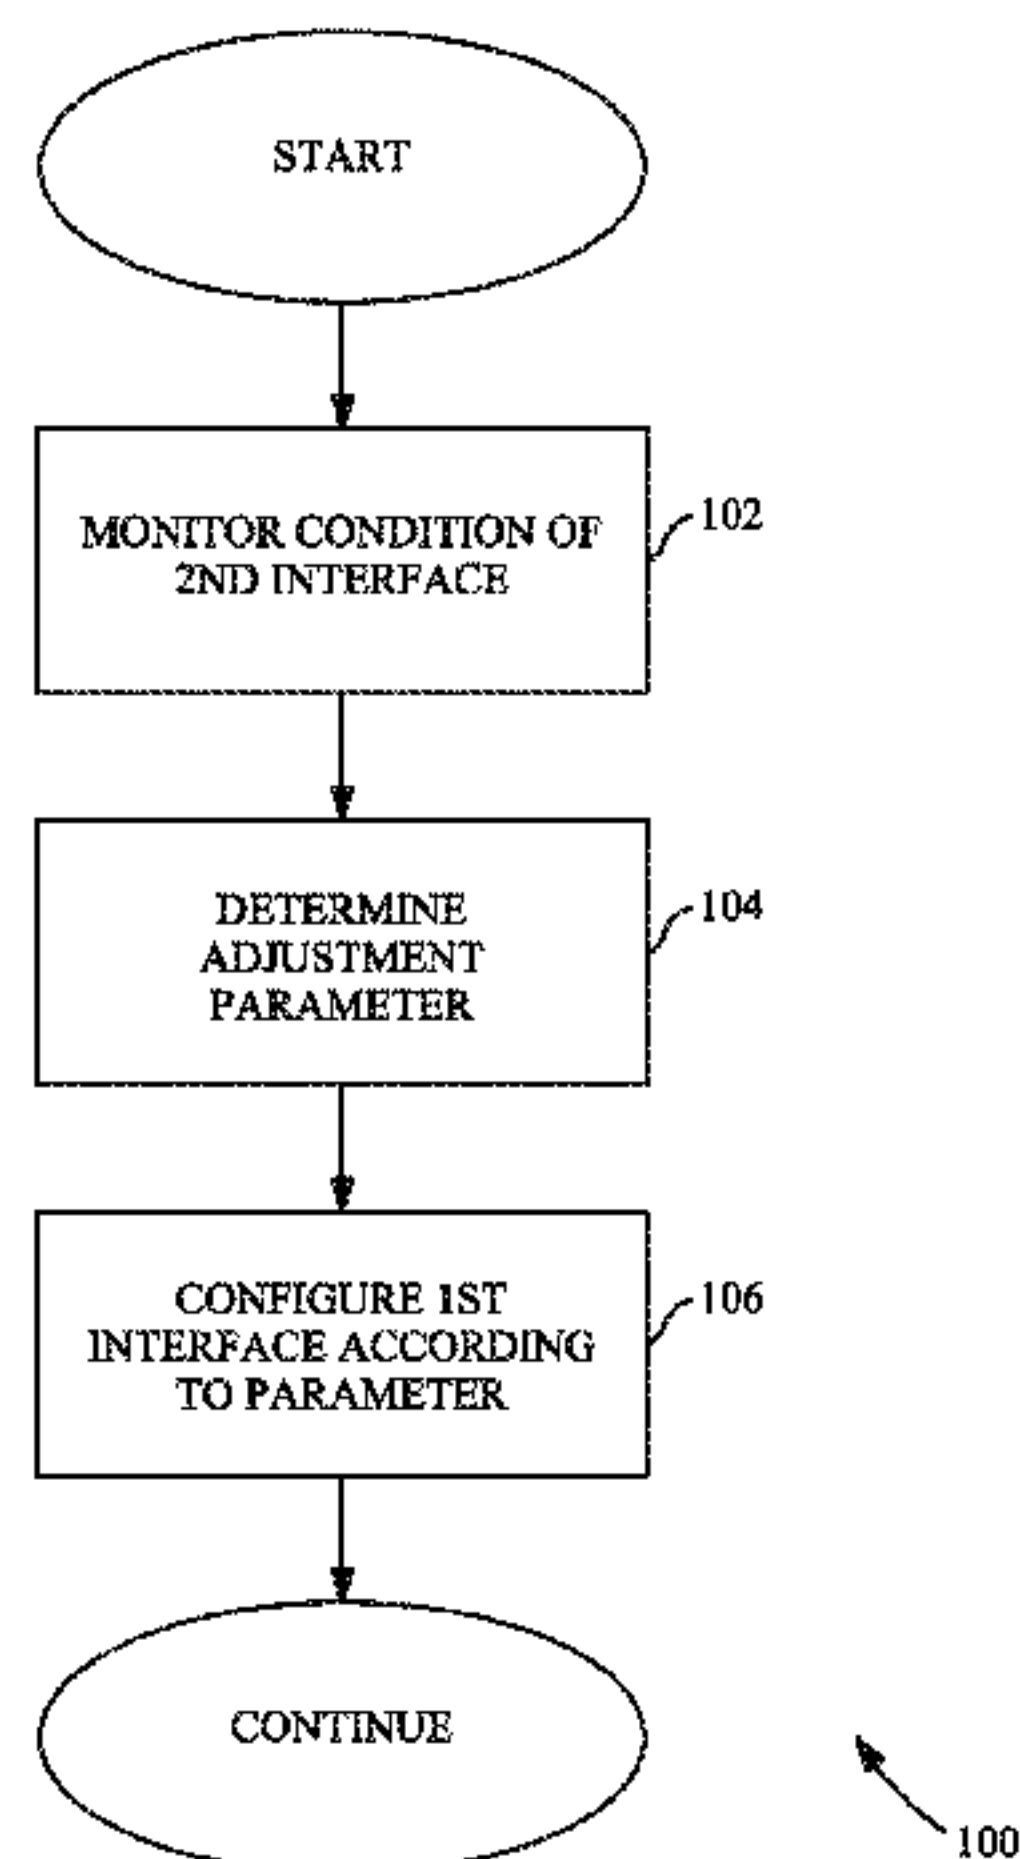 START
MONITOR CONDITION OF
2ND INTERFACE
102
DETERMINE
ADJUSTMENT
PARAMETER
104
CONFIGURE 1ST
INTERFACE ACCORDING
TO PARAMETER
106
CONTINUE
100